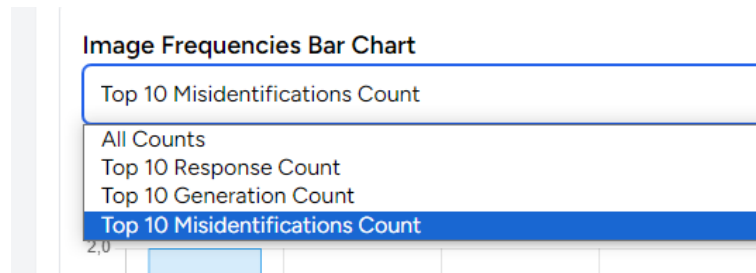 Image Frequencies Bar Chart
Top 10 Misidentifications Count
All Counts
Top 10 Response Count
Top 10 Generation Count
Top 10 Misidentifications Count
2,0